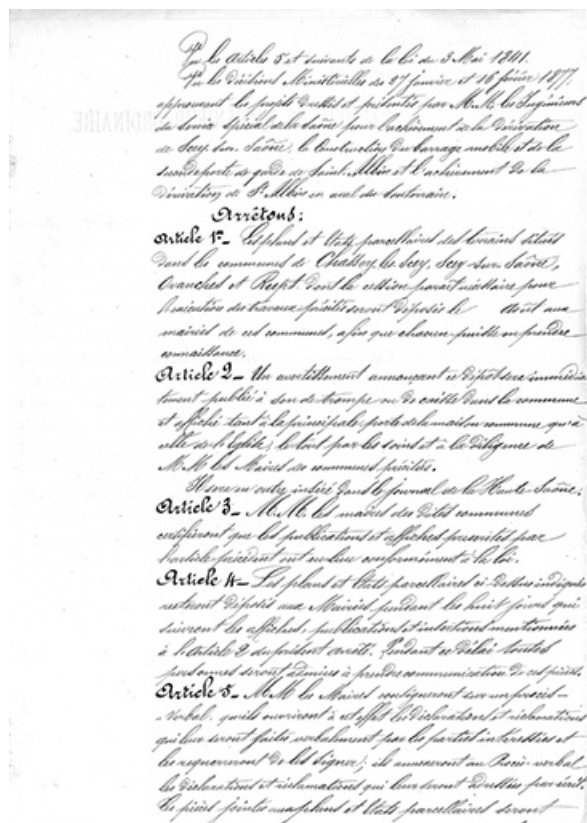 Vu les Articles 5 et suivants de la loi du 3 Mai 1841.
Vu les décisions Ministérielles des 27 janvier et 16 février 1877,
approuvant les projets dressés et présentés par M.M. les Ingénieurs
du service spécial de la Saône pour l'achèvement de la dérivation
de Scey-sur-Saône, la Construction du barrage mobile et de la
seconde porte de garde de Saint-Albin et l'achèvement de la
dérivation de St Albin en aval du Souterrain.
Arrêtons:
Article 1er_ Les plans et Etats parcellaires des terrains situés
dans les communes de Chassey-les-Scey, Scey-sur-Saône,
Ovanches et Rupt, dont la cession paraît nécessaire pour
l'exécution des travaux précités seront déposés le août aux
mairies de ces communes, afin que chacun puisse en prendre
connaissance.
Article 2_ Un avertissement annonçant ce dépôt sera immédia
tement publié à son de trompe ou de caisse dans la commune
et affiché tant à la principale porte de la maison commune qu'à
celle de l'Eglise, le tout par les soins et à la diligence de
M.M. les Maires des communes précitées.
Il sera en outre inséré dans le journal de la Haute-Saône.
Article 3_ M.M. les maires des dites communes
certifieront que les publications et affiches prescrites par
l'article précédent ont eu lieu conformément à la loi.
Article 4_ Les plans et Etats parcellaires ci-dessus indiqués
resteront déposés aux Mairies, pendant les huit jours qui
suivront les affiches, publications et insertions mentionnées
à l'Article 2 du présent arrêté. Pendant ce délai toutes
personnes seront admises à prendre communication de ces pièces.
Article 5_ M.M. les Maires consigneront sur un procès-
-verbal, qu'ils ouvriront à cet effet les déclarations et réclamations
qui leur seront faites verbalement par les parties intéressées et
les requerront de les signer; ils annexeront au Procès-verbal
les déclarations et réclamations qui leur seront adressées par écrit.
Ces pièces jointes aux plans et Etats parcellaires seront